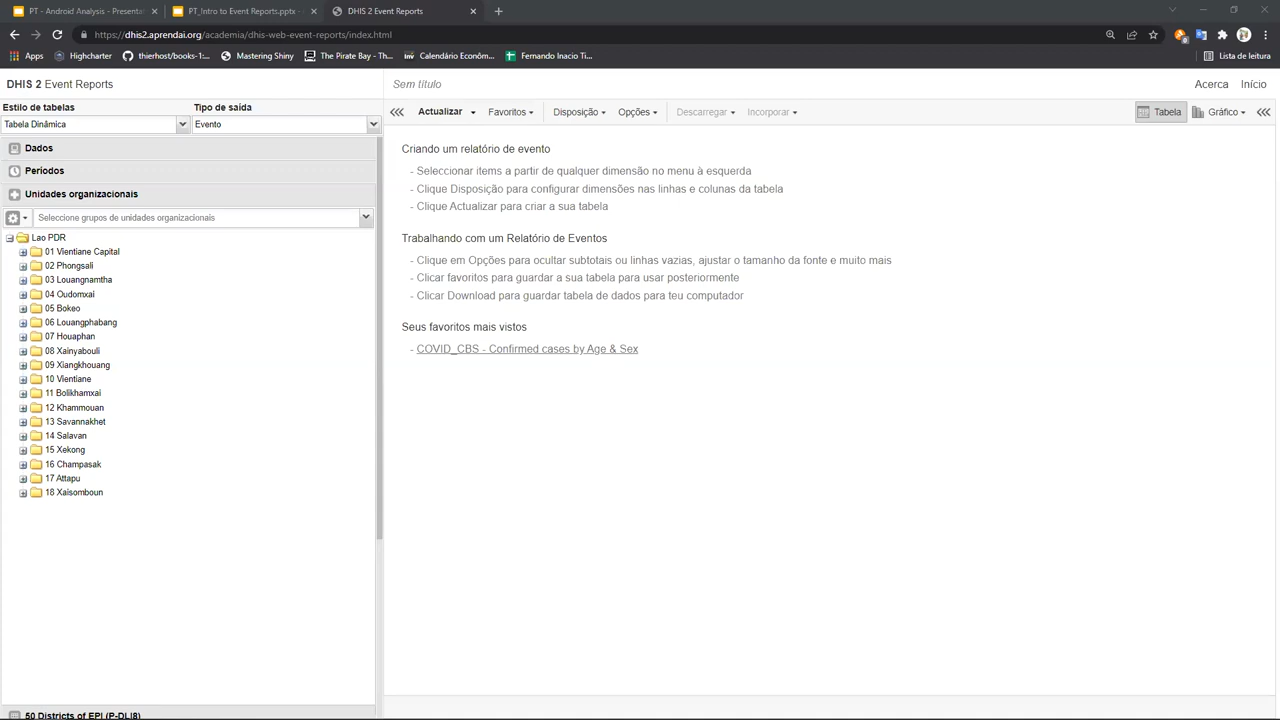 PT - Android Analysis - Presentat
PT_Intro to Event Reports.pptx -
DHIS 2 Event Reports
https://dhis2.aprendai.org/academia/dhis-web-event-reports/index.html
Apps
Highcharter
thierhost/books-1:...
Mastering Shiny
The Pirate Bay - Th...
Calendário Econôm...
Fernando Inacio Ti...
Lista de leitura
DHIS 2 Event Reports
Sem título
Acerca
Início
Estilo de tabelas
Tipo de saída
Tabela Dinâmica
Evento
Actualizar
Favoritos
Disposição
Opções
Descarregar
Incorporar
Tabela
Gráfico
Dados
Períodos
Unidades organizacionais
Seleccione grupos de unidades organizacionais
Lao PDR
01 Vientiane Capital
02 Phongsali
03 Louangnamtha
04 Oudomxai
05 Bokeo
06 Louangphabang
07 Houaphan
08 Xainyabouli
09 Xiangkhouang
10 Vientiane
11 Bolikhamxai
12 Khammouan
13 Savannakhet
14 Salavan
15 Xekong
16 Champasak
17 Attapu
18 Xaisomboun
50 Districts of EPI (P-DLI8)
Criando um relatório de evento
- Seleccionar items a partir de qualquer dimensão no menu à esquerda
- Clique Disposição para configurar dimensões nas linhas e colunas da tabela
- Clique Actualizar para criar a sua tabela
Trabalhando com um Relatório de Eventos
- Clique em Opções para ocultar subtotais ou linhas vazias, ajustar o tamanho da fonte e muito mais
- Clicar favoritos para guardar a sua tabela para usar posteriormente
- Clicar Download para guardar tabela de dados para teu computador
Seus favoritos mais vistos
- COVID_CBS - Confirmed cases by Age & Sex